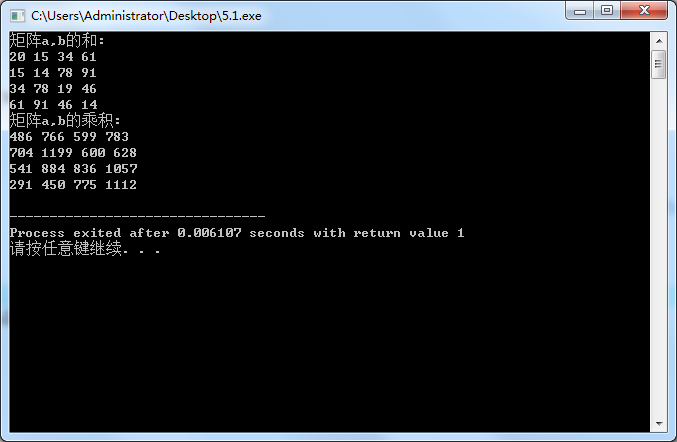 C:\Users\Administrator\Desktop\5.1.exe
矩阵a,b的和:
20 15 34 61
15 14 78 91
34 78 19 46
61 91 46 14
矩阵a,b的乘积:
486 766 599 783
704 1199 600 628
541 884 836 1057
291 450 775 1112
--------------------------------
Process exited after 0.006107 seconds with return value 1
请按任意键继续. . .